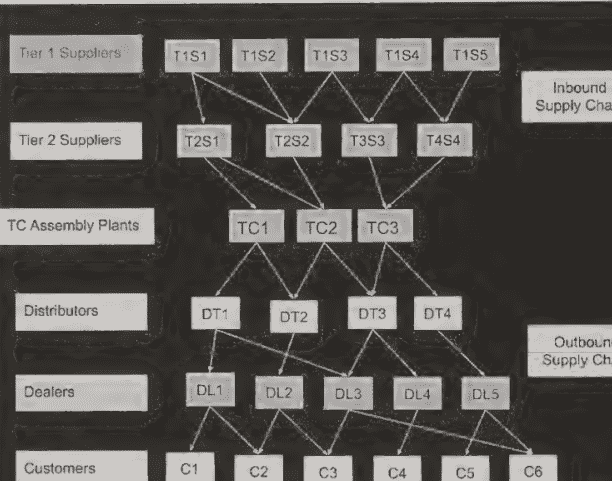 Tier 1 Suppliers T1S1 T1S2 T1S3 T1S4 T1S5
Inbound
Supply Cha
Tier 2 Suppliers T2S1 T2S2 T3S3 T4S4
TC Assembly Plants TC1 TC2 TC3
Distributors DT1 DT2 DT3 DT4
Outboun
Supply Ch
Dealers DL1 DL2 DL3 DL4 DL5
Customers C1 C2 C3 C4 C5 C6